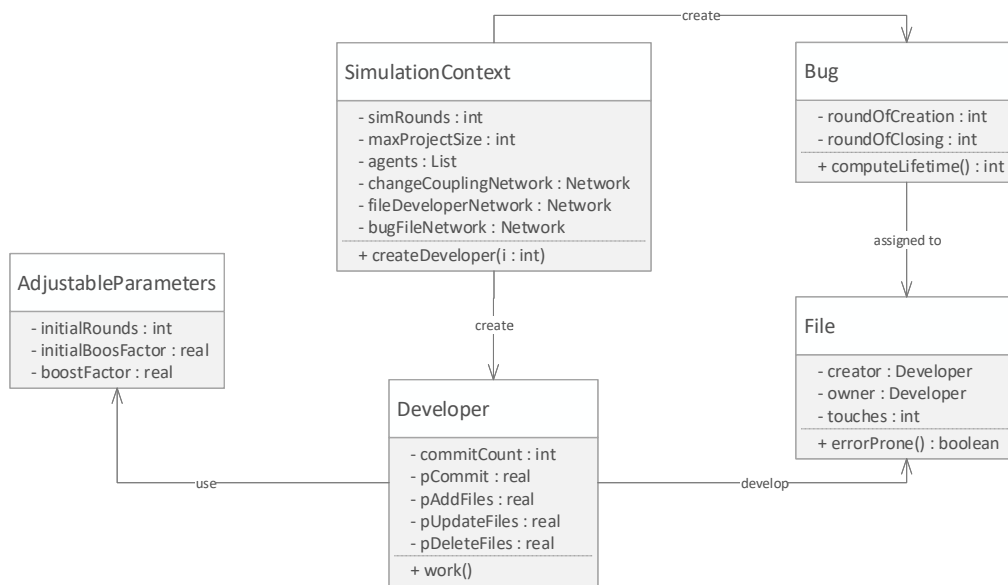 create
SimulationContext
- simRounds : int
- maxProjectSize : int
- agents : List
- changeCouplingNetwork : Network
- fileDeveloperNetwork : Network
- bugFileNetwork : Network
+ createDeveloper(i : int)
Bug
- roundOfCreation : int
- roundOfClosing : int
+ computeLifetime() : int
assigned to
AdjustableParameters
- initialRounds : int
- initialBoosFactor : real
- boostFactor : real
create
File
- creator : Developer
- owner : Developer
- touches : int
+ errorProne() : boolean
Developer
- commitCount : int
- pCommit : real
- pAddFiles : real
- pUpdateFiles : real
- pDeleteFiles : real
+ work()
use
develop